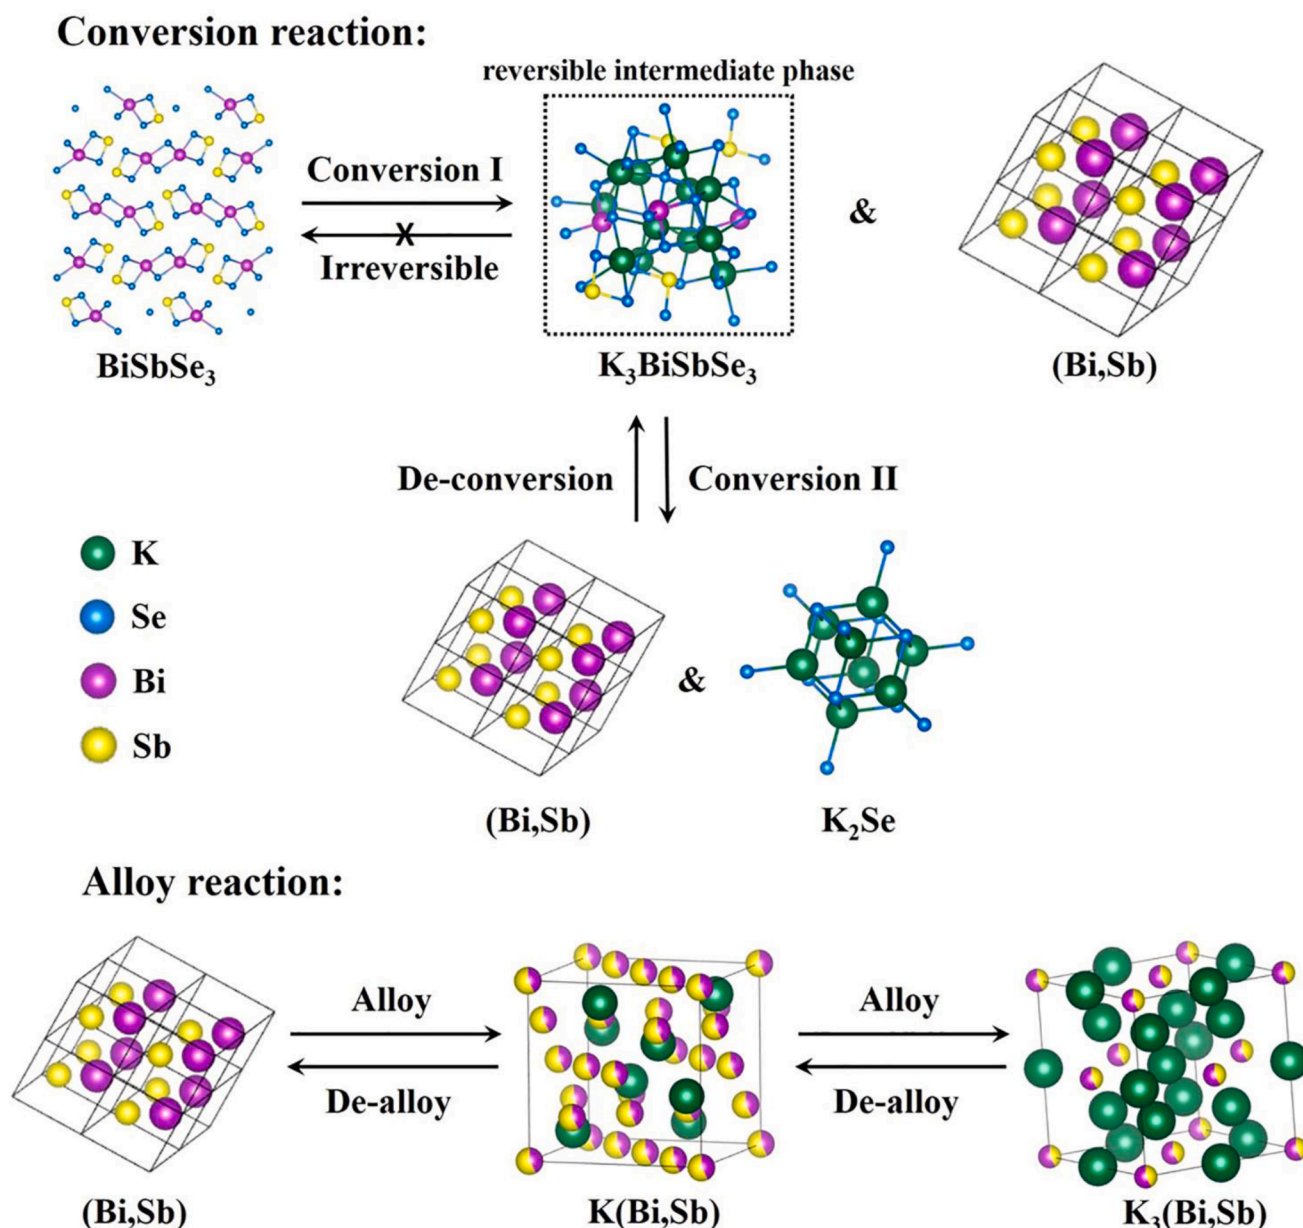 Conversion reaction:
reversible intermediate phase
Conversion I
X
Irreversible
&
BiSbSe₃
K₃BiSbSe₃
(Bi,Sb)
De-conversion
Conversion II
K
Se
Bi
Sb
&
(Bi,Sb)
K₂Se
Alloy reaction:
Alloy
De-alloy
Alloy
De-alloy
(Bi,Sb)
K(Bi,Sb)
K₃(Bi,Sb)